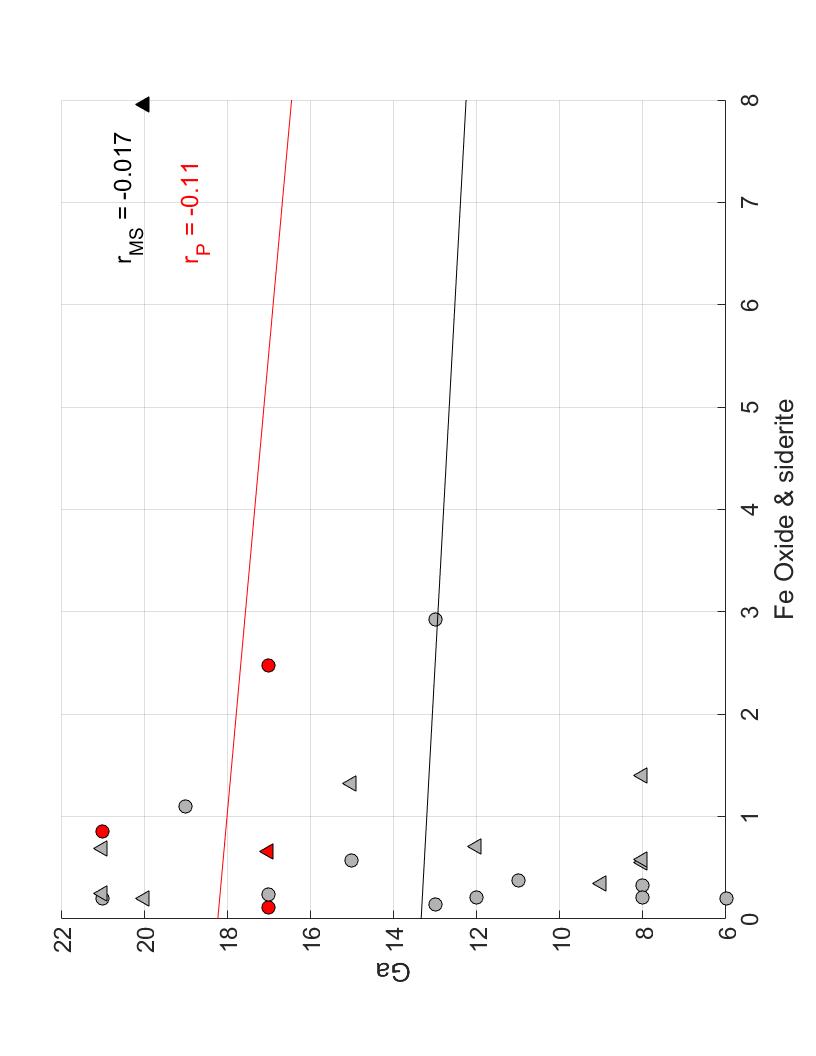 22
20
18
16
14
12
10
8
6
Ga
r_MS = -0.017
r_P = -0.11
0 1 2 3 4 5 6 7 8
Fe Oxide & siderite